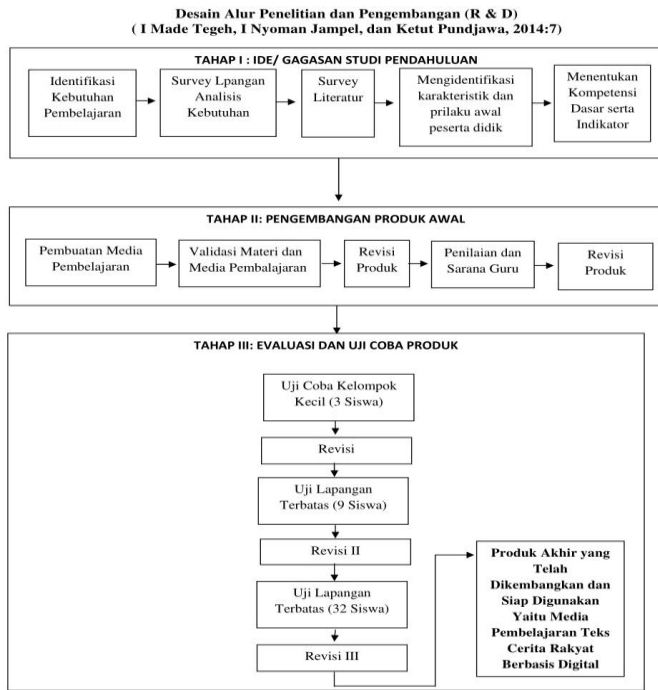 Desain Alur Penelitian dan Pengembangan (R & D)
( I Made Tegeh, I Nyoman Jampel, dan Ketut Pundjawa, 2014:7)
TAHAP I : IDE/ GAGASAN STUDI PENDAHULUAN
Identifikasi
Kebutuhan
Pembelajaran
Survey Lpangan
Analisis
Kebutuhan
Survey
Literatur
Mengidentifikasi
karakteristik dan
prilaku awal
peserta didik
Menentukan
Kompetensi
Dasar serta
Indikator
TAHAP II: PENGEMBANGAN PRODUK AWAL
Pembuatan Media
Pembelajaran
Validasi Materi dan
Media Pembalajaran
Revisi
Produk
Penilaian dan
Sarana Guru
Revisi
Produk
TAHAP III: EVALUASI DAN UJI COBA PRODUK
Uji Coba Kelompok
Kecil (3 Siswa)
Revisi
Uji Lapangan
Terbatas (9 Siswa)
Revisi II
Uji Lapangan
Terbatas (32 Siswa)
Revisi III
Produk Akhir yang
Telah
Dikembangkan dan
Siap Digunakan
Yaitu Media
Pembelajaran Teks
Cerita Rakyat
Berbasis Digital